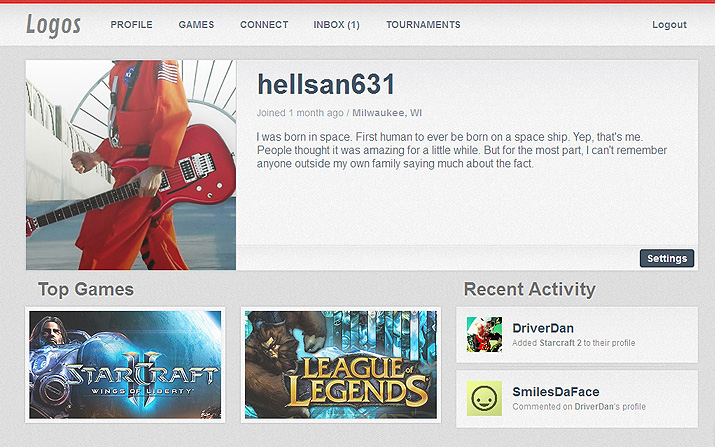 Logos PROFILE GAMES CONNECT INBOX (1) TOURNAMENTS Logout
hellsan631
Joined 1 month ago / Milwaukee, WI
I was born in space. First human to ever be born on a space ship. Yep, that's me.
People thought it was amazing for a little while. But for the most part, I can't remember
anyone outside my own family saying much about the fact.
Settings
Top Games
STARCRAFT
II
WINGS OF LIBERTY
LEAGUE of
LEGENDS
Recent Activity
DriverDan
Added Starcraft 2 to their profile
SmilesDaFace
Commented on DriverDan's profile